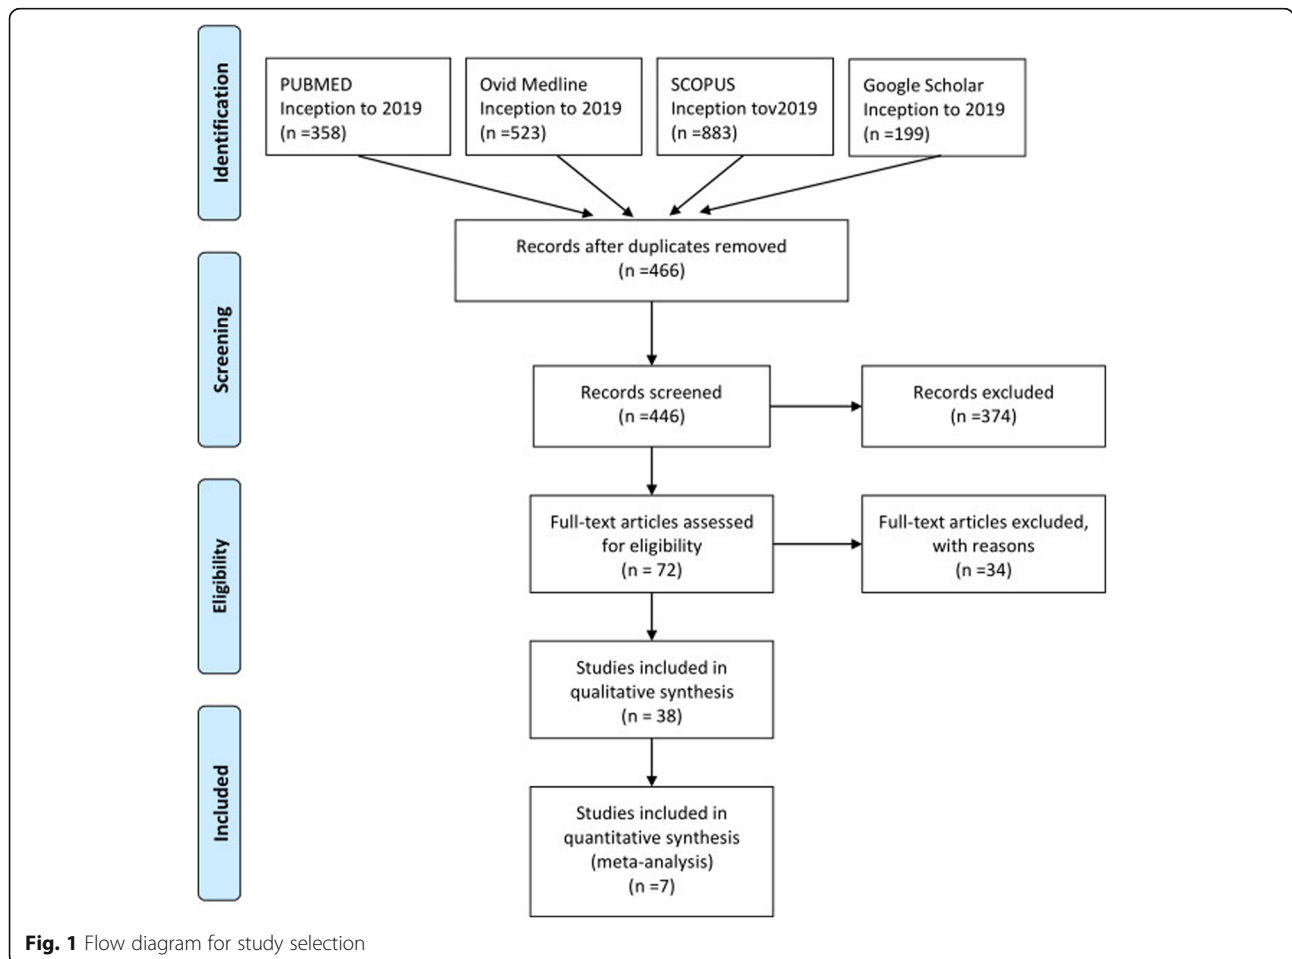 Identification
PUBMED
Inception to 2019
(n =358)
Ovid Medline
Inception to 2019
(n =523)
SCOPUS
Inception tov2019
(n =883)
Google Scholar
Inception to 2019
(n =199)
Records after duplicates removed
(n =466)
Screening
Records screened
(n =446)
Records excluded
(n =374)
Eligibility
Full-text articles assessed
for eligibility
(n = 72)
Full-text articles excluded,
with reasons
(n =34)
Studies included in
qualitative synthesis
(n = 38)
Included
Studies included in
quantitative synthesis
(meta-analysis)
(n =7)
Fig. 1 Flow diagram for study selection